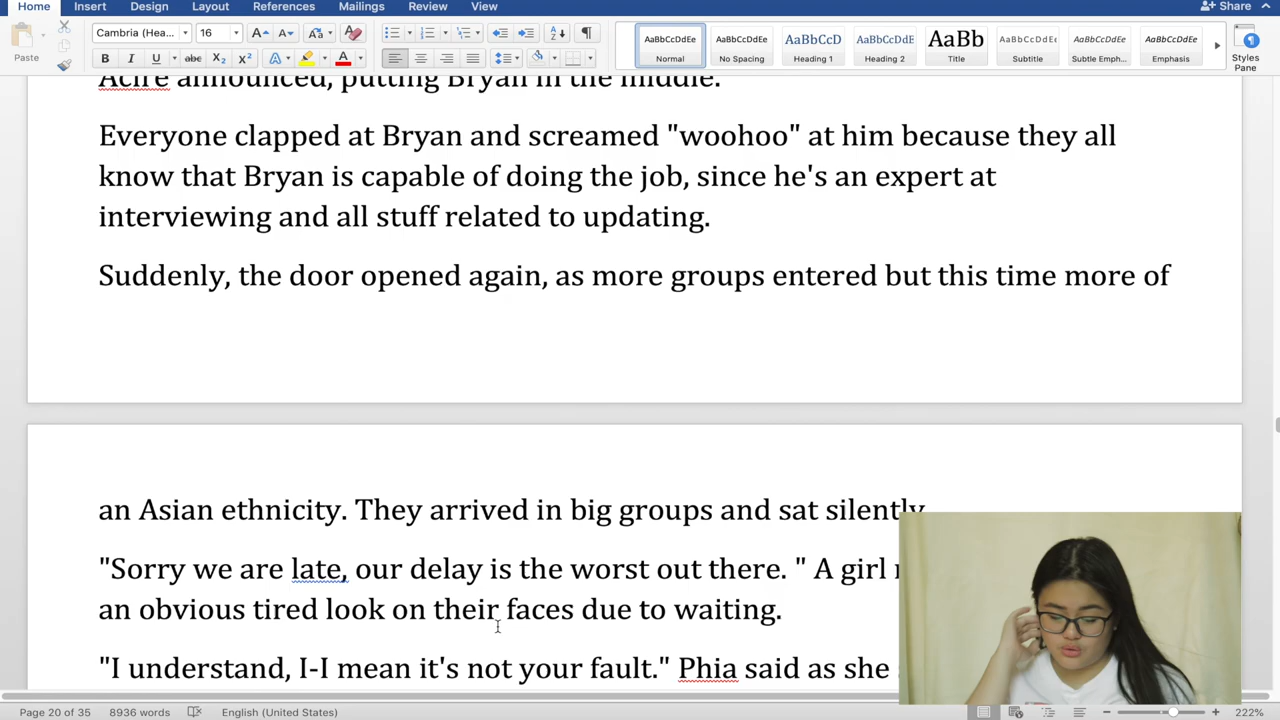 Home Insert Design Layout References Mailings Review View Share
Cambria (Hea... 16
Paste
AaBbCcDdEe AaBbCcDdEe AaBbCcD AaBbCcDdE AaBb AaBbCcDdEe AaBbCcDdEe AaBbCcDdEe
Normal No Spacing Heading 1 Heading 2 Title Subtitle Subtle Emph... Emphasis
Styles
Pane
B I U abc X₂ X² A A
announced, putting Bryan in the middle.
Everyone clapped at Bryan and screamed "woohoo" at him because they all
know that Bryan is capable of doing the job, since he's an expert at
interviewing and all stuff related to updating.
Suddenly, the door opened again, as more groups entered but this time more of
an Asian ethnicity. They arrived in big groups and sat silently
"Sorry we are late, our delay is the worst out there. " A girl
an obvious tired look on their faces due to waiting.
"I understand, I-I mean it's not your fault." Phia said as she
Page 20 of 35 8936 words English (United States) 222%